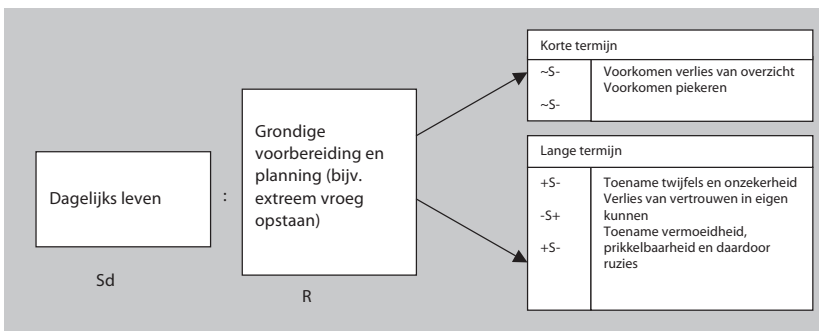 Korte termijn
~S- Voorkomen verlies van overzicht
Voorkomen piekeren
~S-
Grondige
voorbereiding en
planning (bijv.
extreem vroeg
opstaan)
Dagelijks leven
:
Sd
R
Lange termijn
+S- Toename twijfels en onzekerheid
Verlies van vertrouwen in eigen
-S+ kunnen
Toename vermoeidheid,
+S- prikkelbaarheid en daardoor
ruzies